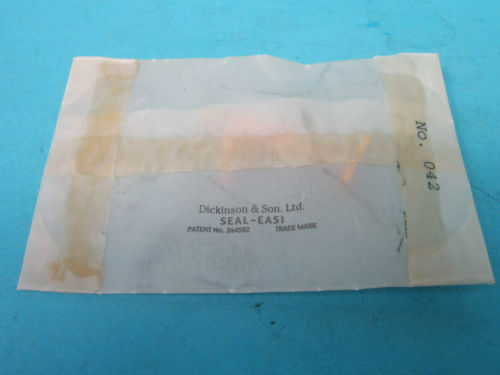 Dickinson & Son, Ltd.
SEAL-EASI
PATENT No. 364592 TRADE MARK
NO. 042